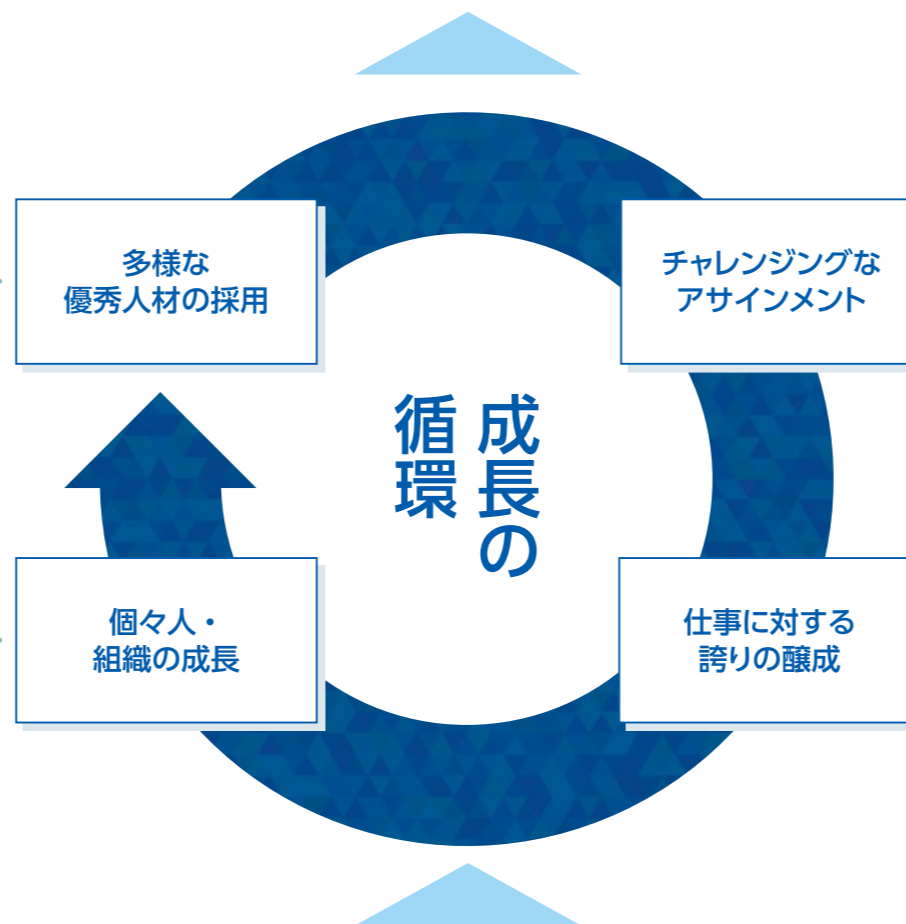 多様な
優秀人材の採用
チャレンジングな
アサインメント
成長の
循環
個々人・
組織の成長
仕事に対する
誇りの醸成